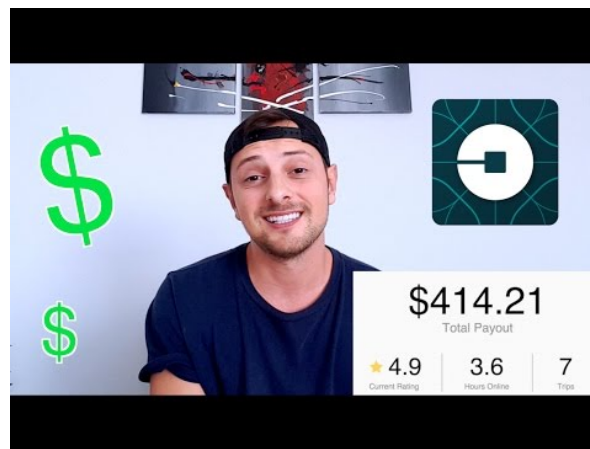 $
$
$414.21
Total Payout
4.9
3.6
7
Current Rating
Hours Online
Trips